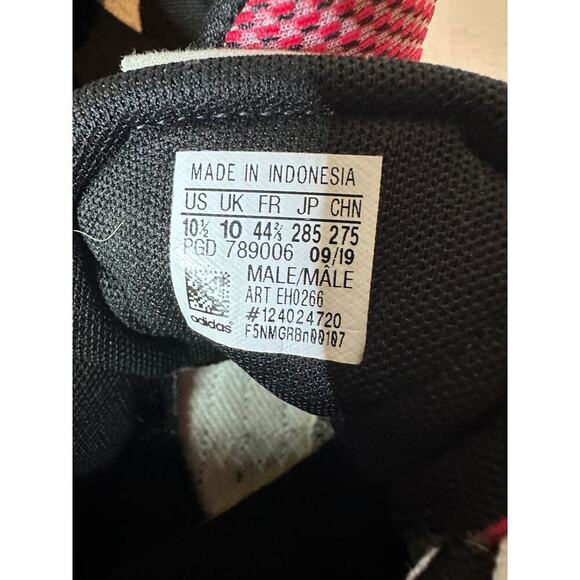 MADE IN INDONESIA
US UK FR JP CHN
10½ 10 44⅔ 285 275
PGD 789006 09/19
MALE/MÂLE
ART EH0266
#124024720
adidas F5NMGRBn00107